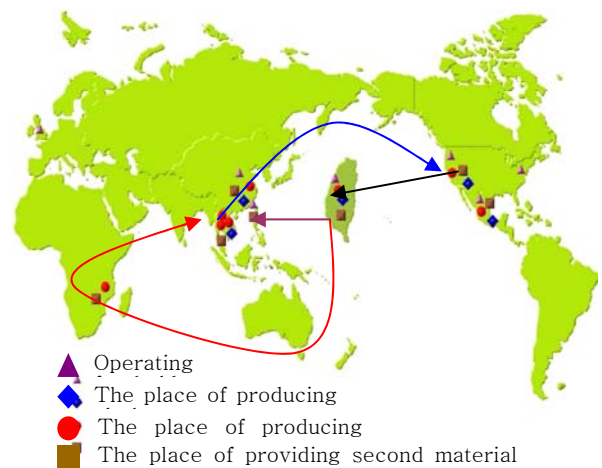 Operating
The place of producing
The place of producing
The place of providing second material